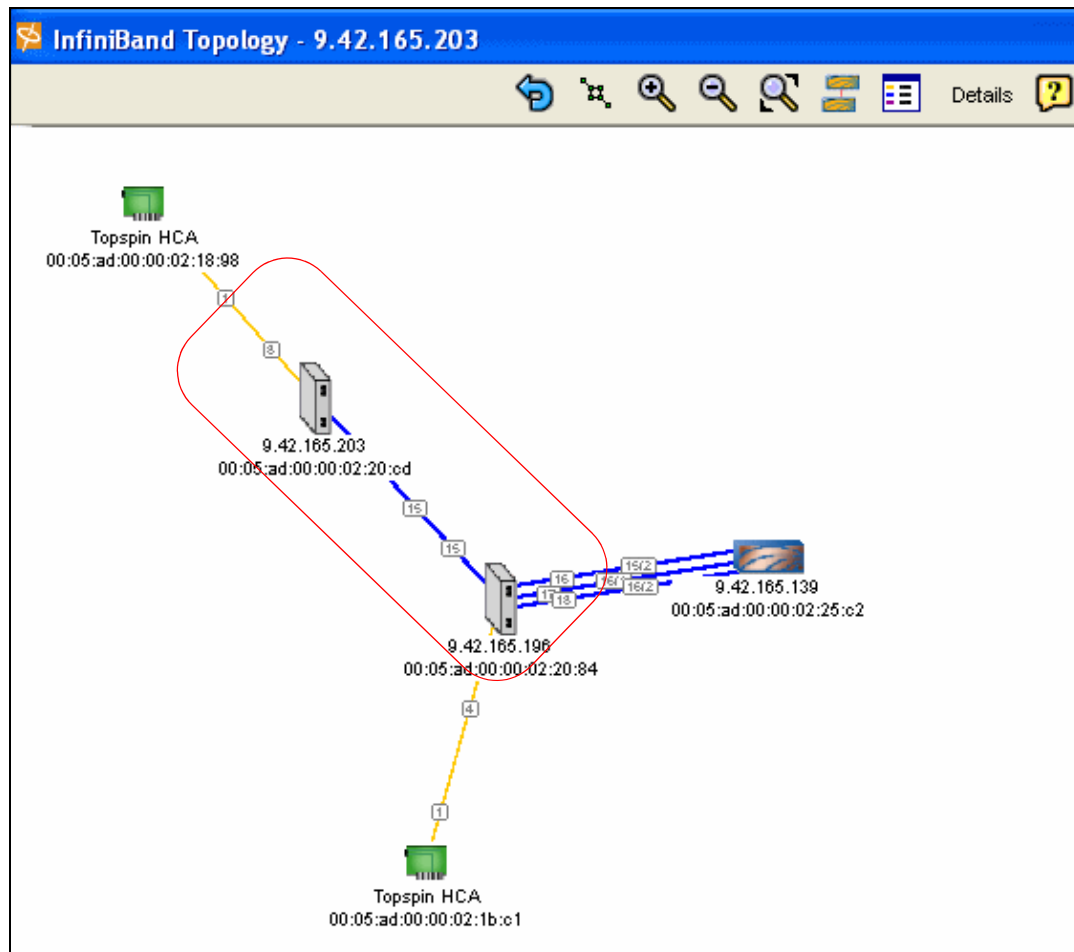 InfiniBand Topology - 9.42.165.203
Details
?
Topspin HCA
00:05:ad:00:00:02:18:98
1
8
9.42.165.203
00:05:ad:00:00:02:20:cd
15
15
16
15(2
18
16(2
9.42.165.139
00:05:ad:00:00:02:25:c2
9.42.165.196
00:05:ad:00:00:02:20:84
4
1
Topspin HCA
00:05:ad:00:00:02:1b:c1